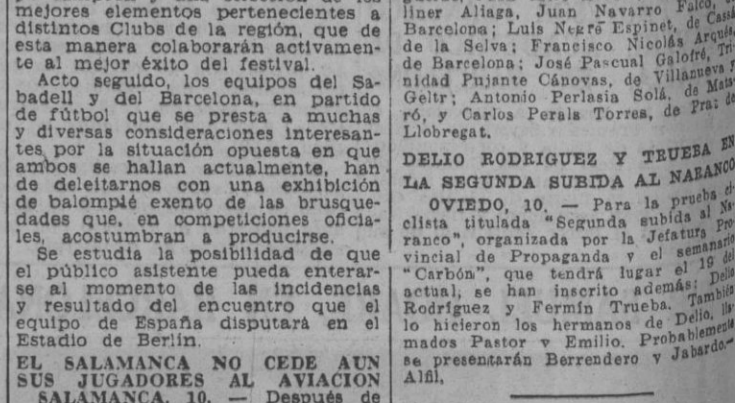 mejores elementos pertenecientes a
distintos Clubs de la región, que de
esta manera colaborarán activamen-
te al mejor éxito del festival.
Acto seguido, los equipos del Sa-
badell y del Barcelona, en partido
de fútbol que se presta a muchas
y diversas consideraciones interesan-
tes por la situación opuesta en que
ambos se hallan actualmente, han
de deleitarnos con una exhibición
de balompié exento de las brusque-
dades que, en competiciones oficia-
les, acostumbran a producirse.
Se estudia la posibilidad de que
el público asistente pueda enterar-
se al momento de las incidencias
y resultado del encuentro que el
equipo de España disputará en el
Estadio de Berlín.
EL SALAMANCA NO CEDE AUN
SUS JUGADORES AL AVIACION
SALAMANCA, 10. — Después de
lliner Aliaga, Juan Navarro Falcó, de
Barcelona; Luis Negre Espinet, de Cassá
de la Selva; Francisco Nicolás Arqués,
de Barcelona; José Pascual Galofré, Tri-
nidad Pujante Cánovas, de Villanueva y
Geltr; Antonio Perlasia Solá, de Mata-
ró, y Carlos Perals Torres, de Prat de
Llobregat.
DELIO RODRIGUEZ Y TRUEBA EN
LA SEGUNDA SUBIDA AL NARANCO
OVIEDO, 10. — Para la prueba ci-
clista titulada "Segunda subida al Na-
ranco", organizada por la Jefatura Pro-
vincial de Propaganda y el semanario
"Carbón", que tendrá lugar el 19 del
actual, se han inscrito además: Delio
Rodríguez y Fermín Trueba. También
lo hicieron los hermanos de Delio, lla-
mados Pastor y Emilio. Probablemente
se presentarán Berrendero y Jabardo.—
Alfil.